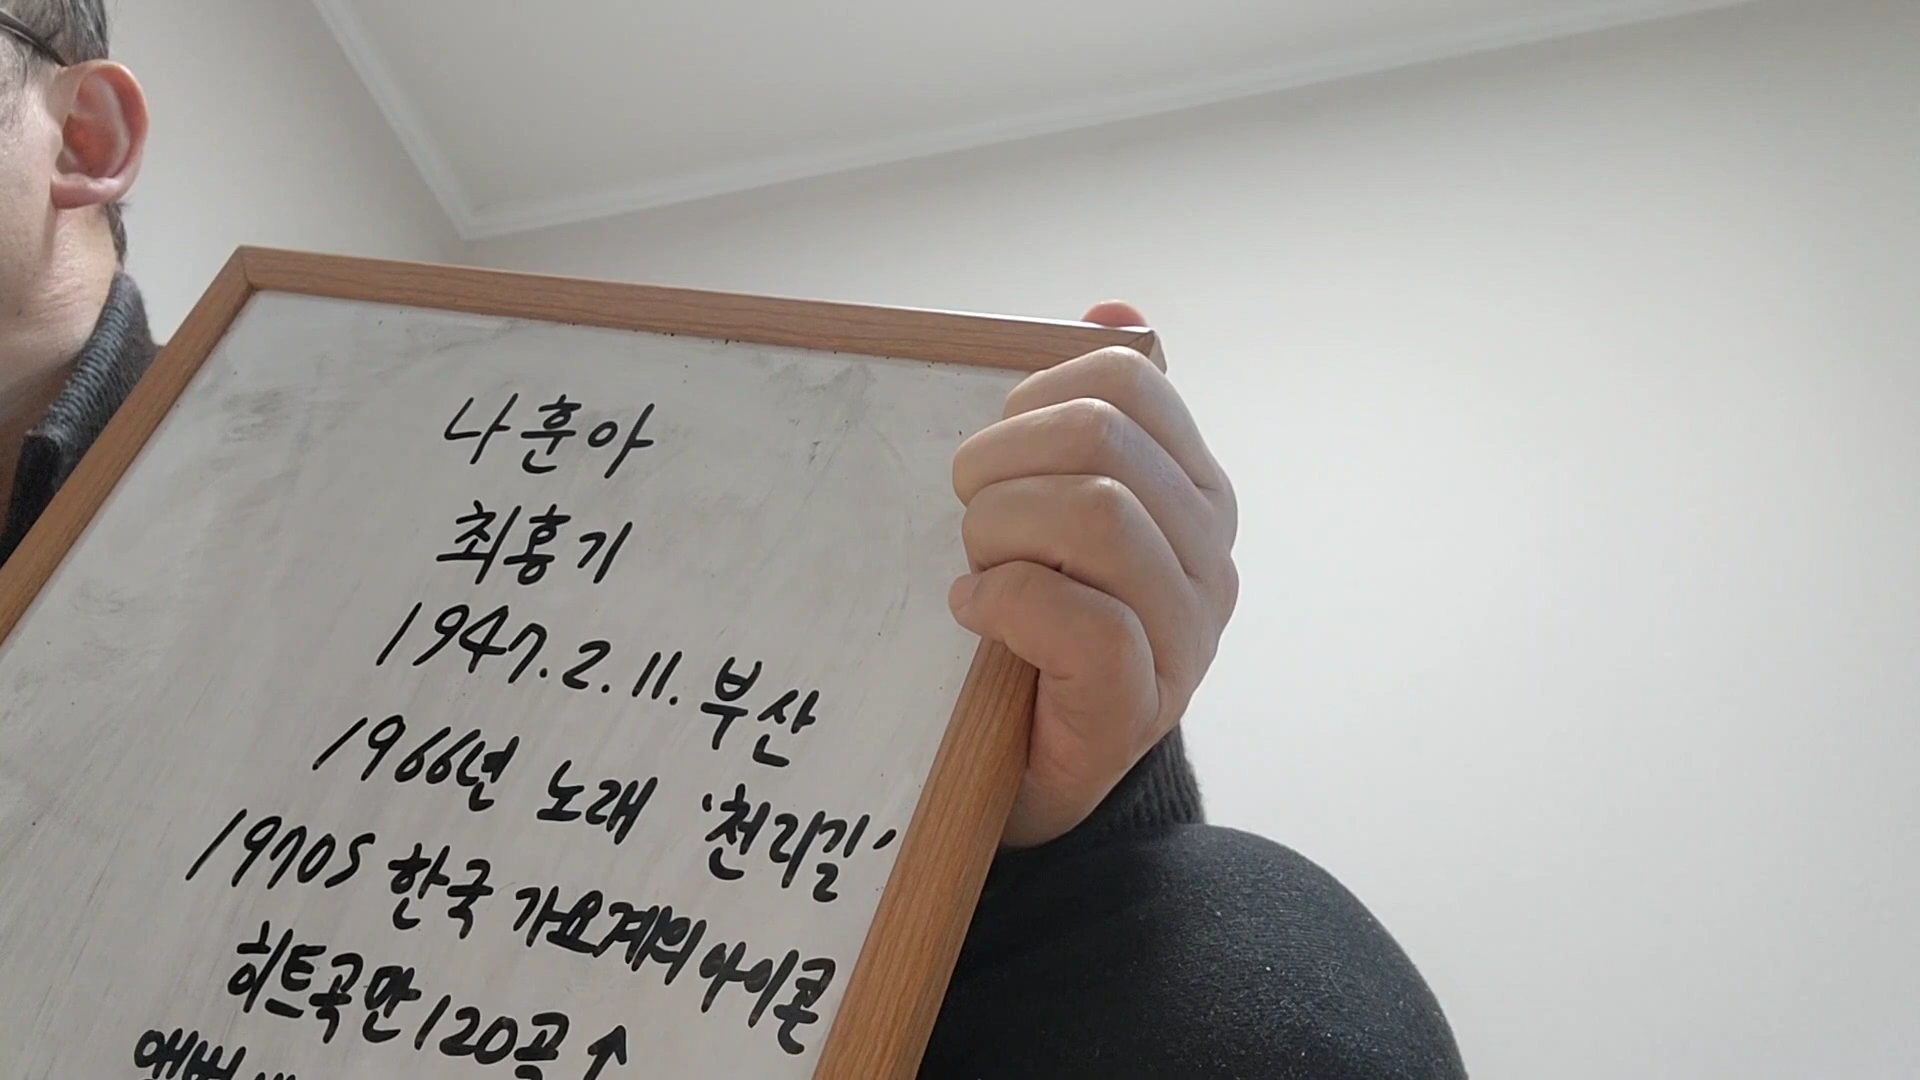 나훈아
최홍기
1947.2.11. 부산
1966년 노래 '천리길'
1970s 한국 가요계의 아이콘
히트곡만 120곡 ↑